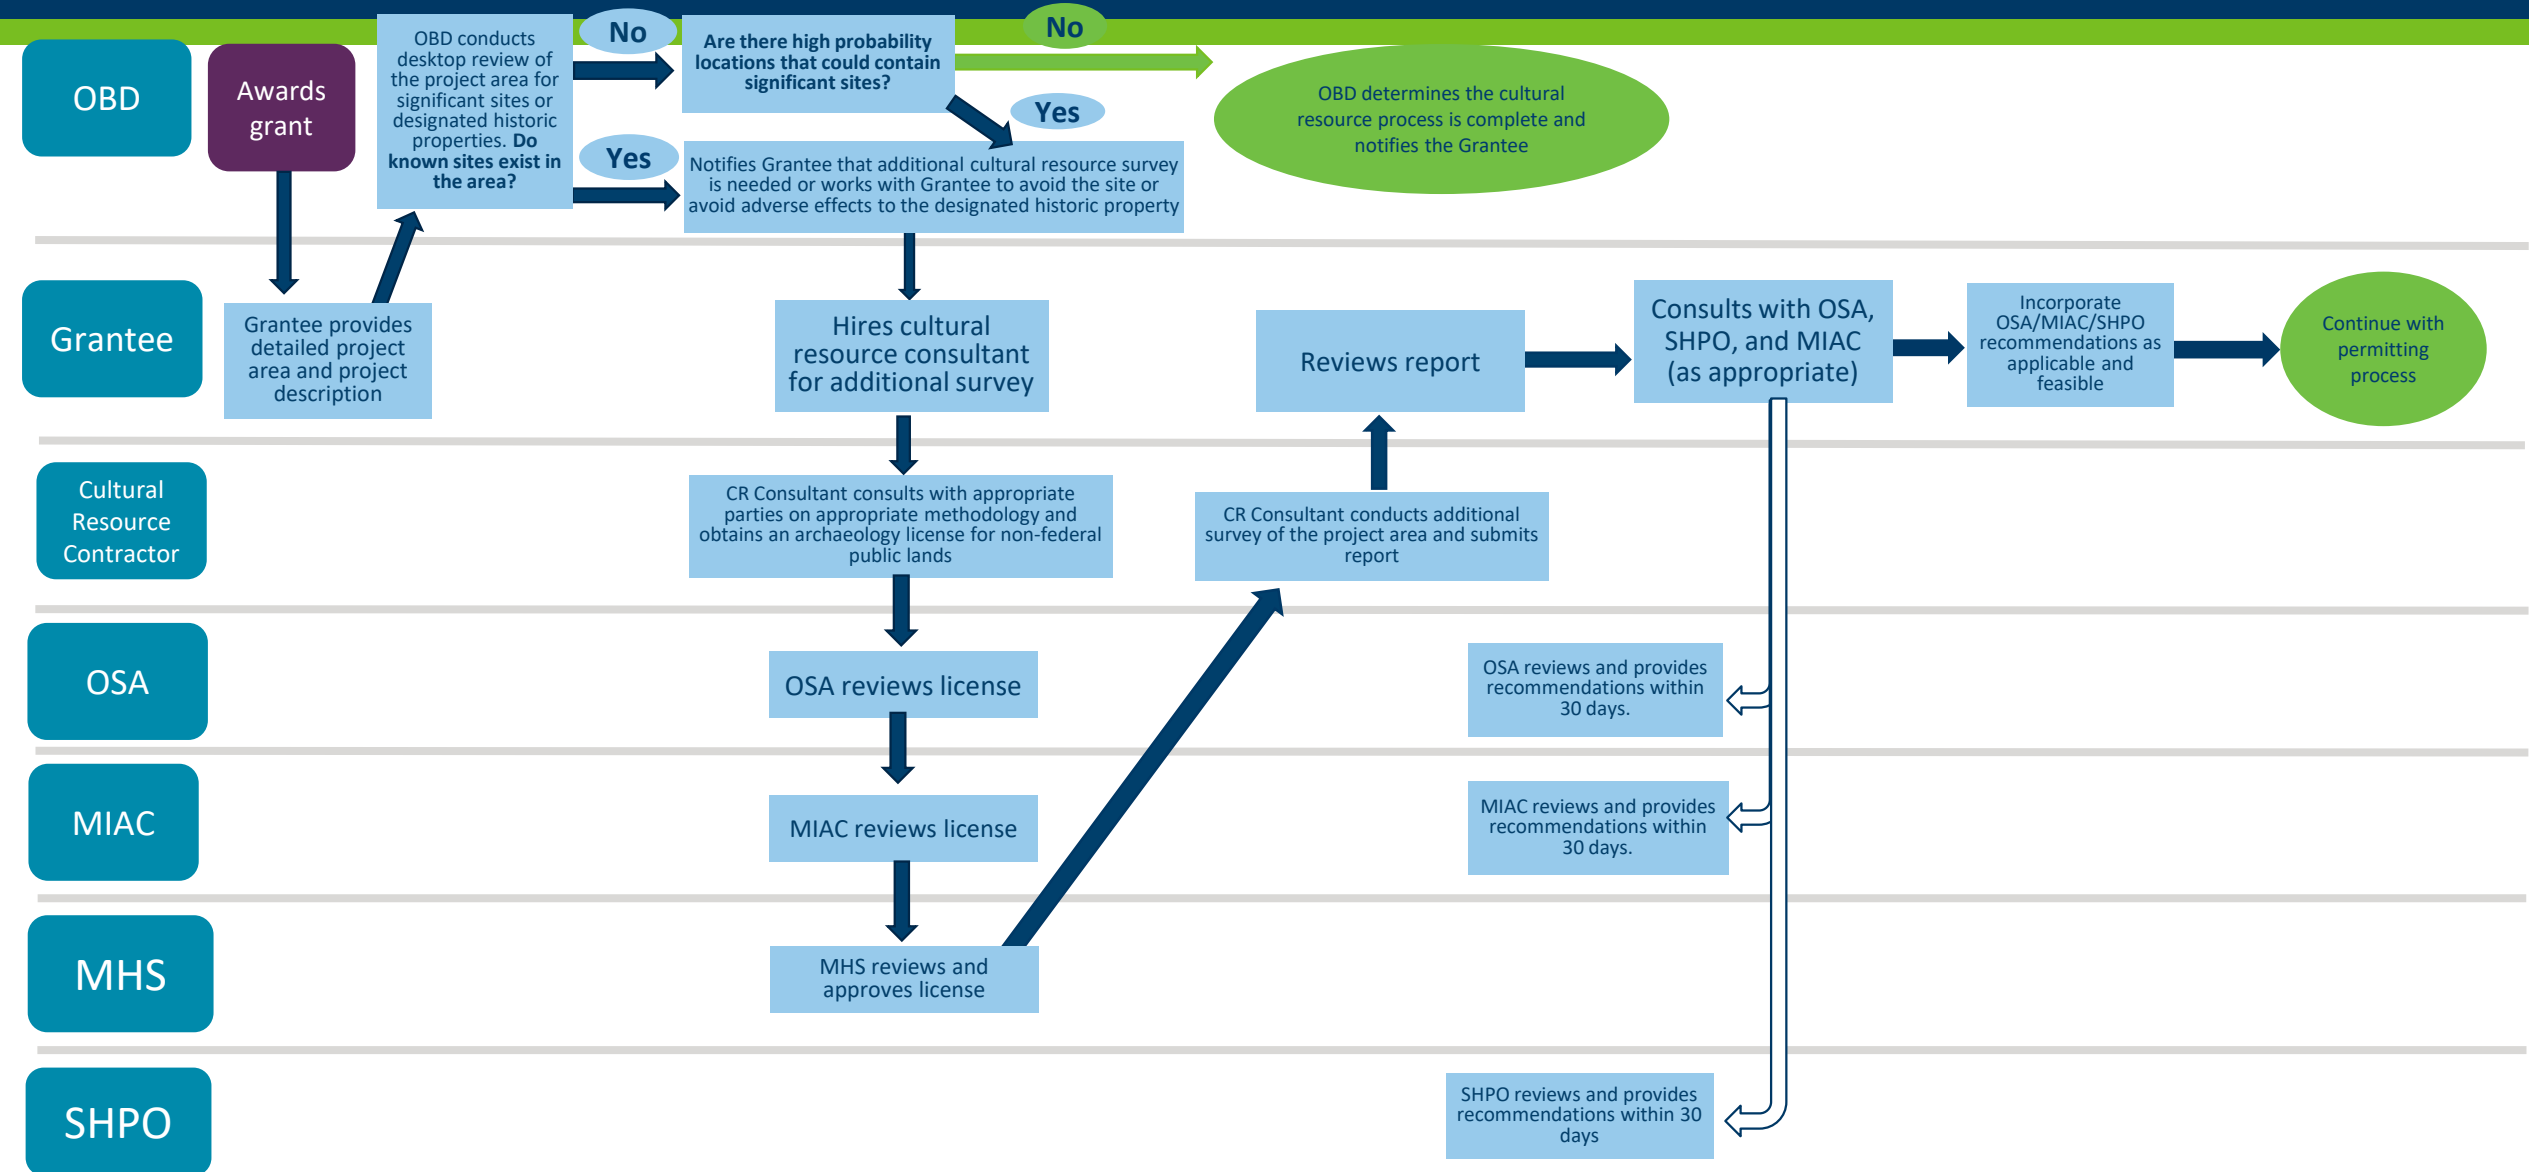 OBD
Awards
grant
OBD conducts
desktop review of
the project area for
significant sites or
designated historic
properties. Do
known sites exist in
the area?
No
Yes
Are there high probability
locations that could contain
significant sites?
No
Yes
Notifies Grantee that additional cultural resource survey
is needed or works with Grantee to avoid the site or
avoid adverse effects to the designated historic property
OBD determines the cultural
resource process is complete and
notifies the Grantee
Grantee
Grantee provides
detailed project
area and project
description
Hires cultural
resource consultant
for additional survey
Reviews report
Consults with OSA,
SHPO, and MIAC
(as appropriate)
Incorporate
OSA/MIAC/SHPO
recommendations as
applicable and
feasible
Continue with
permitting
process
Cultural
Resource
Contractor
CR Consultant consults with appropriate
parties on appropriate methodology and
obtains an archaeology license for non-federal
public lands
CR Consultant conducts additional
survey of the project area and submits
report
OSA
OSA reviews license
OSA reviews and provides
recommendations within
30 days.
MIAC
MIAC reviews license
MIAC reviews and provides
recommendations within
30 days.
MHS
MHS reviews and
approves license
SHPO
SHPO reviews and provides
recommendations within 30
days